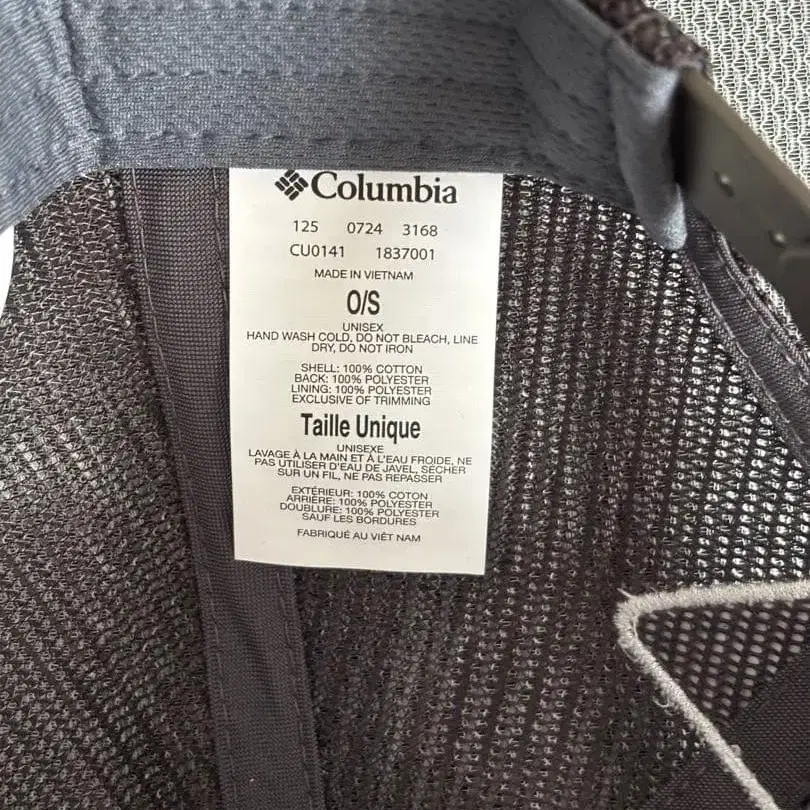 Columbia
125 0724 3168
CU0141 1837001
MADE IN VIETNAM
O/S
UNISEX
HAND WASH COLD, DO NOT BLEACH, LINE
DRY, DO NOT IRON
SHELL: 100% COTTON
BACK: 100% POLYESTER
LINING: 100% POLYESTER
EXCLUSIVE OF TRIMMING
Taille Unique
UNISEXE
LAVAGE À LA MAIN ET À L'EAU FROIDE, NE
PAS UTILISER D'EAU DE JAVEL, SÉCHER
SUR UN FIL, NE PAS REPASSER
EXTÉRIEUR: 100% COTON
ARRIÈRE: 100% POLYESTER
DOUBLURE: 100% POLYESTER
SAUF LES BORDURES
FABRIQUÉ AU VIÊT NAM